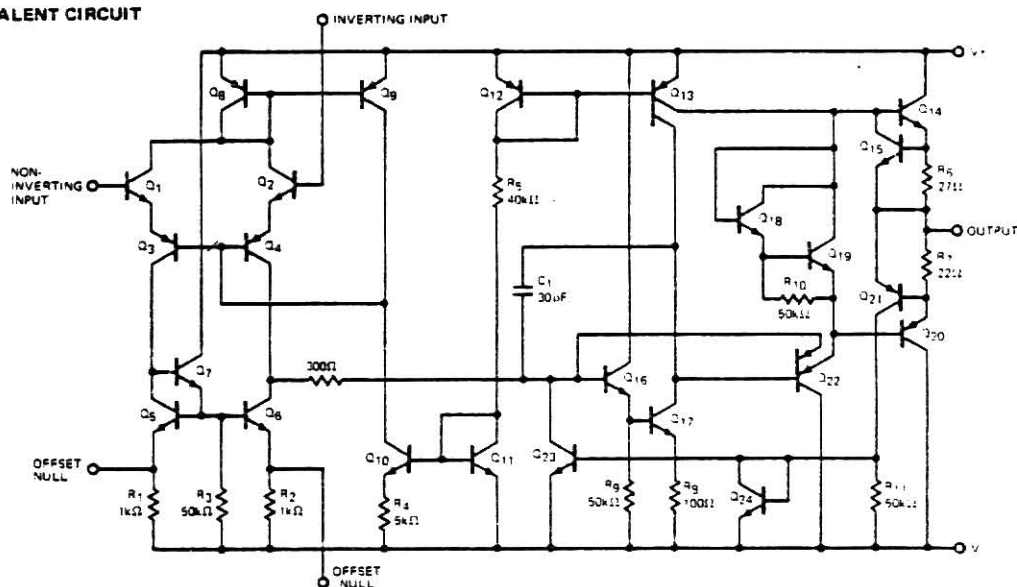 ALENT CIRCUIT
INVERTING INPUT
V+
Q8
Q9
Q12
Q13
Q14
Q15
NON-
INVERTING
INPUT
Q1
Q2
R5
40kΩ
R6
27Ω
Q18
Q3
Q4
OUTPUT
Q19
R7
22Ω
C1
30pF
R10
50kΩ
Q21
Q20
300Ω
Q7
Q16
Q22
Q5
Q6
Q17
OFFSET
NULL
Q10
Q11
Q23
R1
1kΩ
R3
50kΩ
R2
1kΩ
R4
5kΩ
R9
50kΩ
100Ω
Q24
R11
50kΩ
OFFSET
NULL